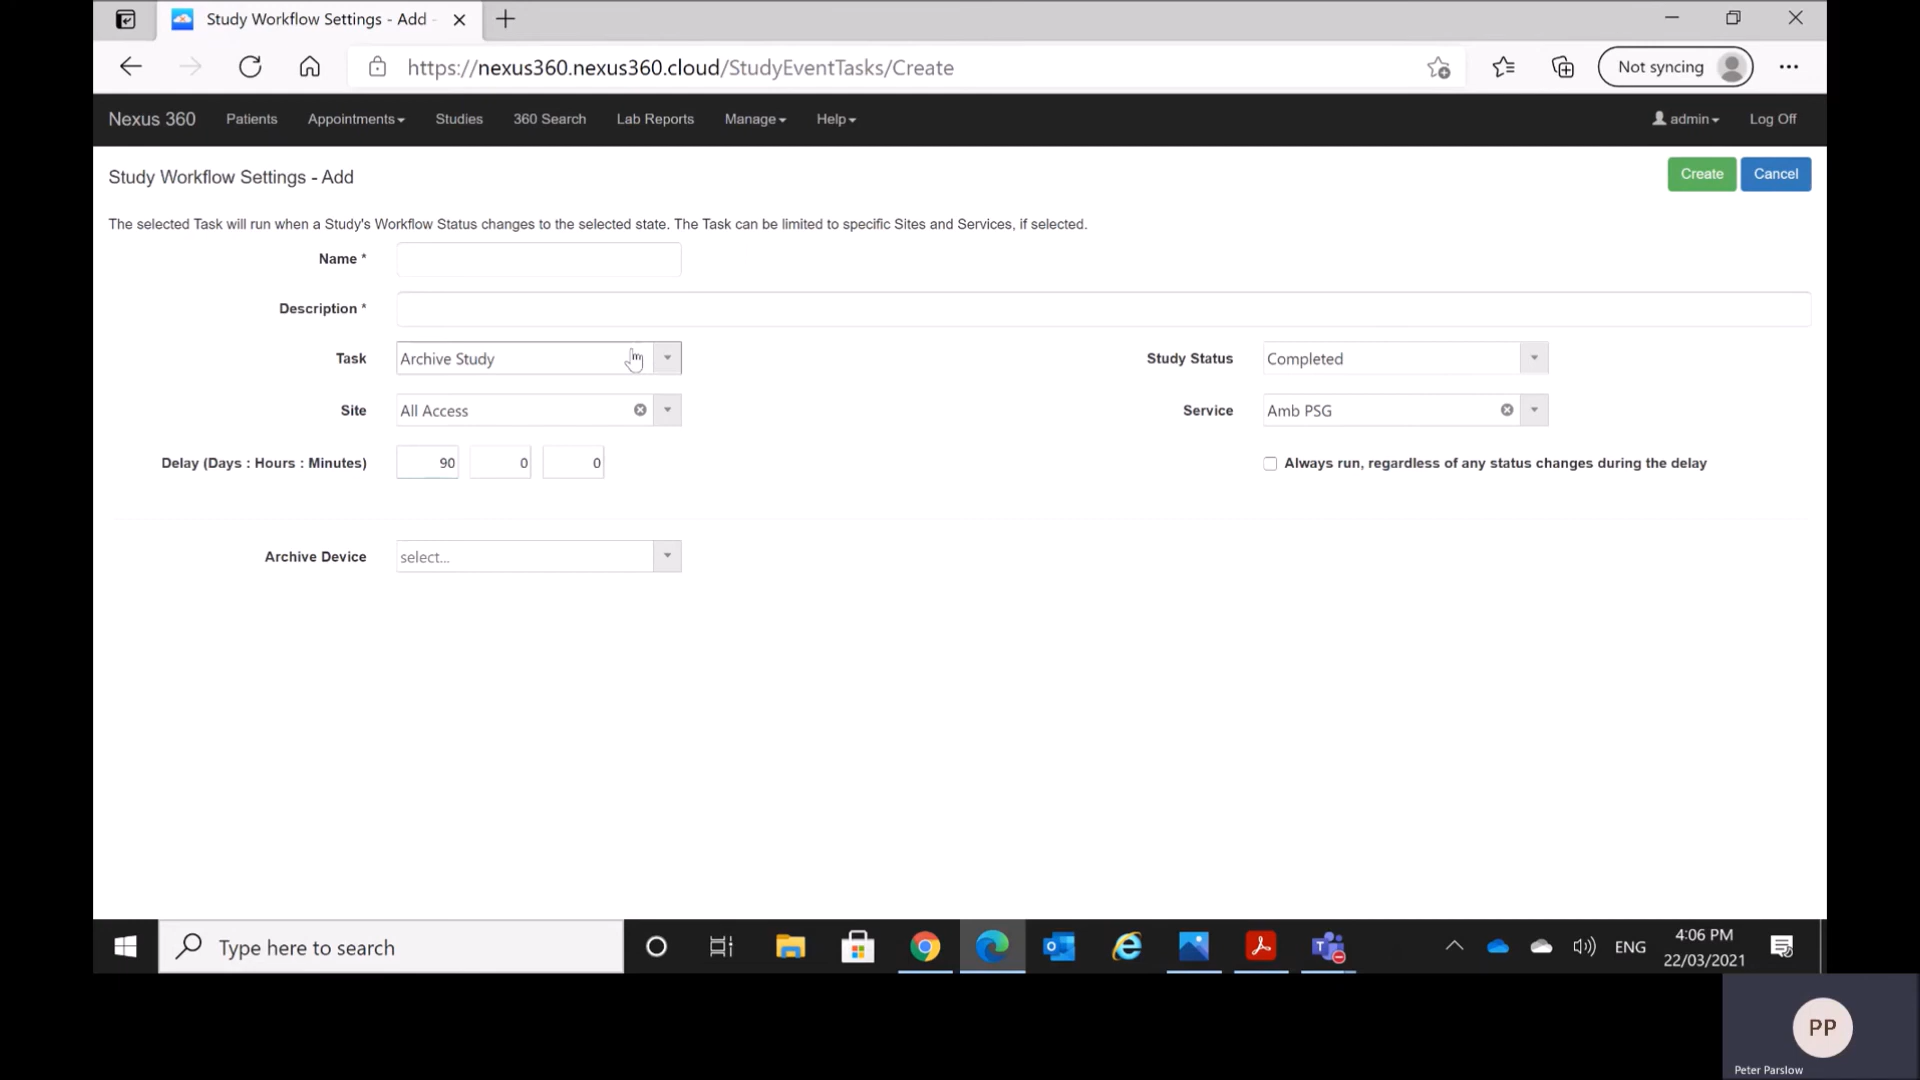 Study Workflow Settings - Add -
https://nexus360.nexus360.cloud/StudyEventTasks/Create
Not syncing
Nexus 360 Patients Appointments Studies 360 Search Lab Reports Manage Help admin Log Off
Study Workflow Settings - Add
Create Cancel
The selected Task will run when a Study's Workflow Status changes to the selected state. The Task can be limited to specific Sites and Services, if selected.
Name *
Description *
Task Archive Study Study Status Completed
Site All Access Service Amb PSG
Delay (Days : Hours : Minutes) 90 0 0 Always run, regardless of any status changes during the delay
Archive Device select...
Type here to search
ENG
4:06 PM
22/03/2021
PP
Peter Parslow